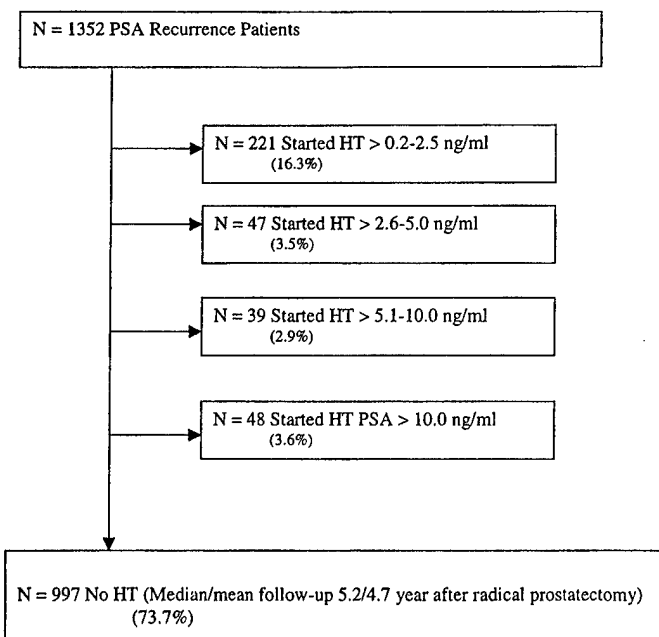 N = 1352 PSA Recurrence Patients
N = 221 Started HT > 0.2-2.5 ng/ml
(16.3%)
N = 47 Started HT > 2.6-5.0 ng/ml
(3.5%)
N = 39 Started HT > 5.1-10.0 ng/ml
(2.9%)
N = 48 Started HT PSA > 10.0 ng/ml
(3.6%)
N = 997 No HT (Median/mean follow-up 5.2/4.7 year after radical prostatectomy)
(73.7%)